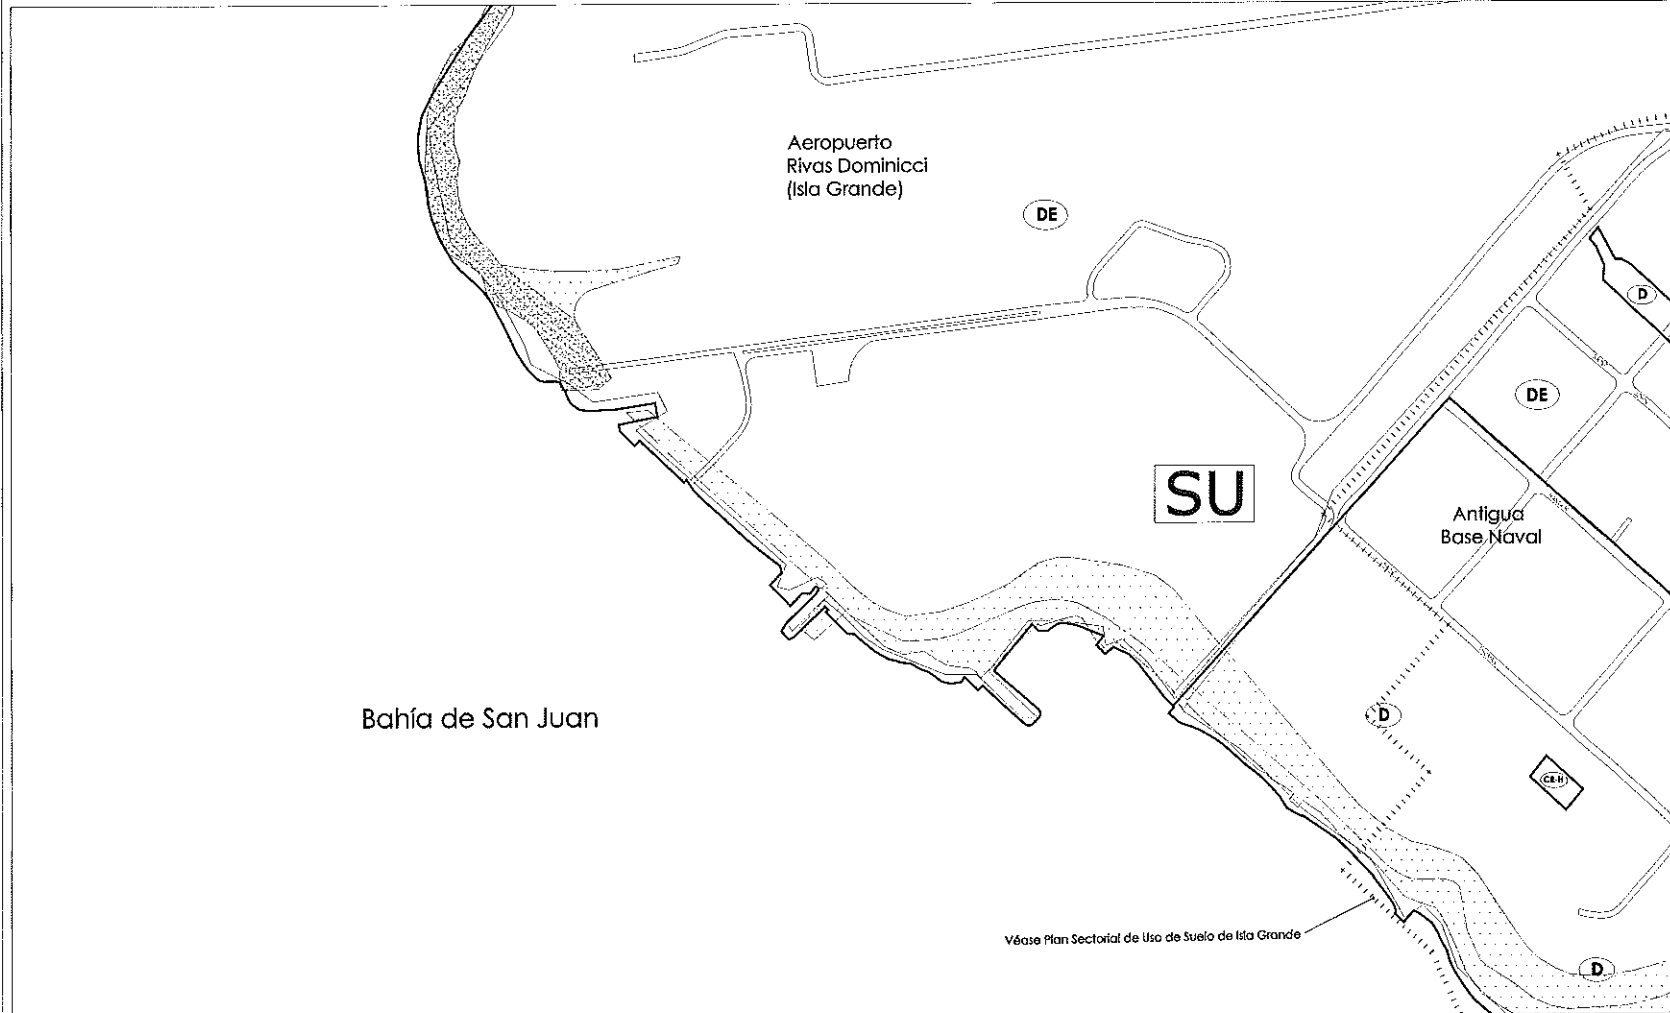 Aeropuerto
Rivas Dominicci
(Isla Grande)
DE
D
DE
SU
Antigua
Base Naval
Bahía de San Juan
D
CR-H
Véase Plan Sectorial de Uso de Suelo de Isla Grande
D